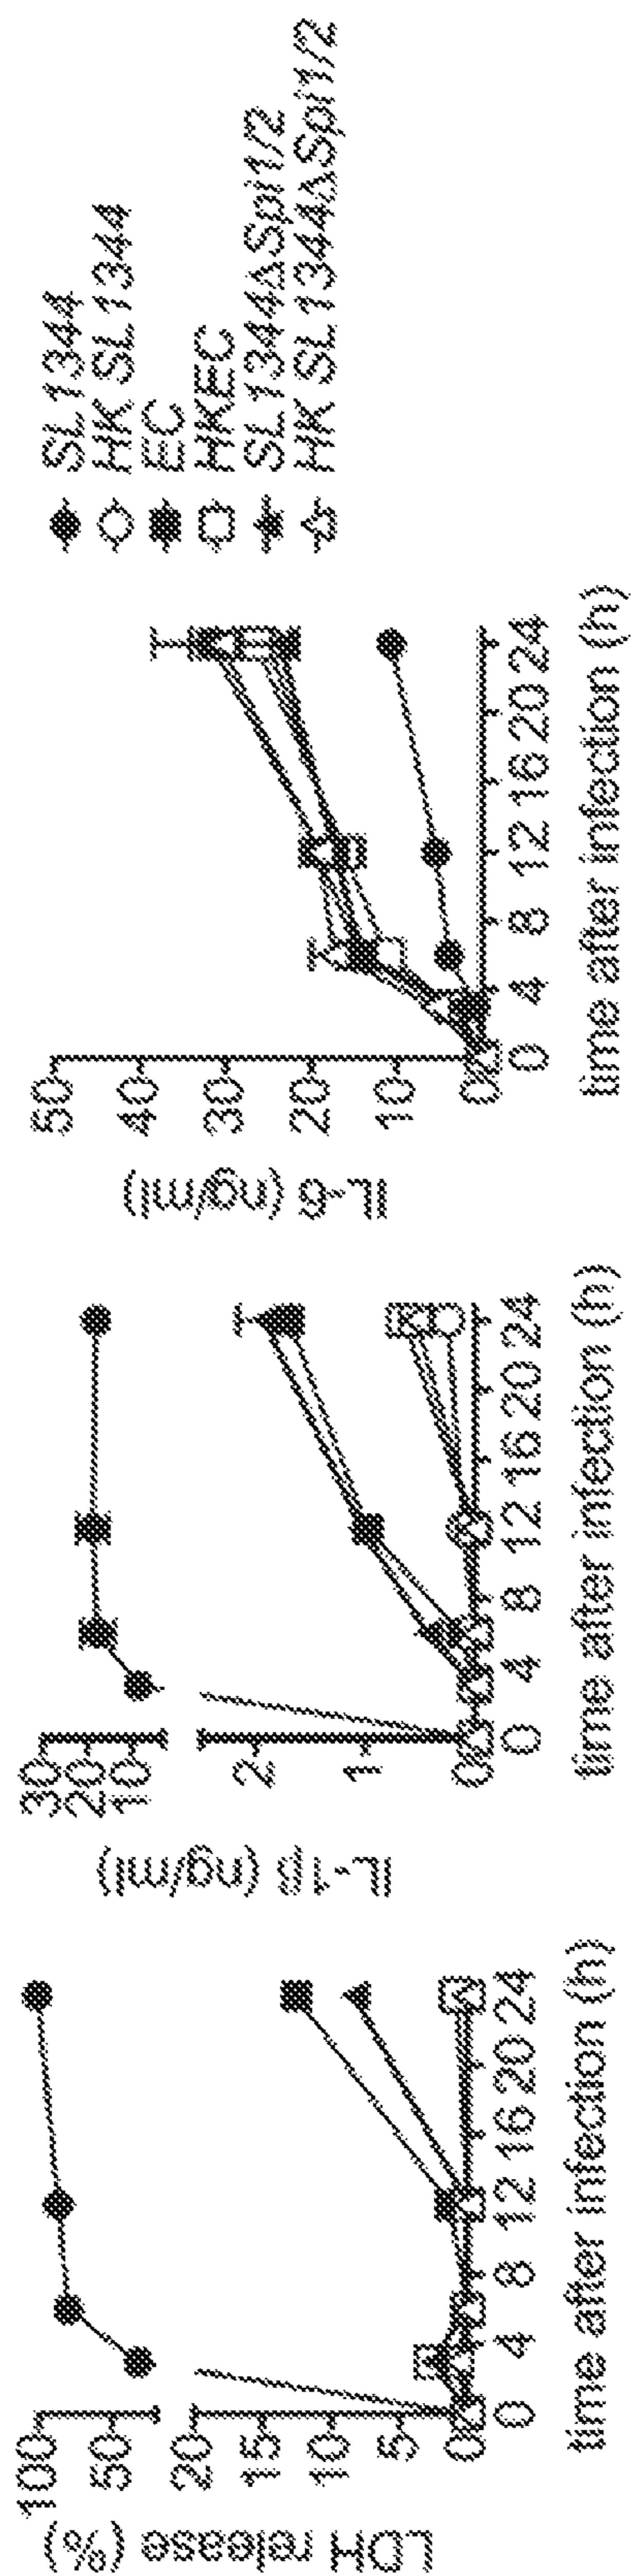 LDH release (%)
100
50
20
15
10
5
0
0 4 8 12 16 20 24
time after infection (h)
IL-1β (ng/ml)
30
20
10
2
1
0
0 4 8 12 16 20 24
time after infection (h)
IL-6 (ng/ml)
50
40
30
20
10
0
0 4 8 12 16 20 24
time after infection (h)
SL1344
HK SL1344
EC
HKEC
SL1344ΔSpi1/2
HK SL1344ΔSpi1/2